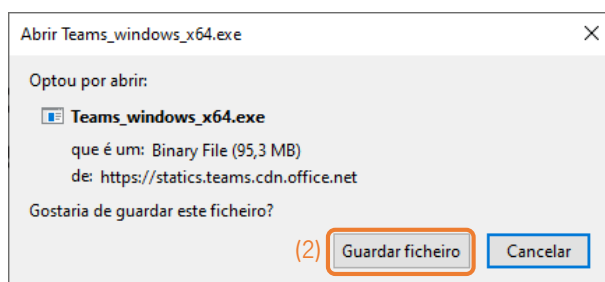 Abrir Teams_windows_x64.exe
Optou por abrir:
Teams_windows_x64.exe
que é um: Binary File (95,3 MB)
de: https://statics.teams.cdn.office.net
Gostaria de guardar este ficheiro?
(2) Guardar ficheiro Cancelar